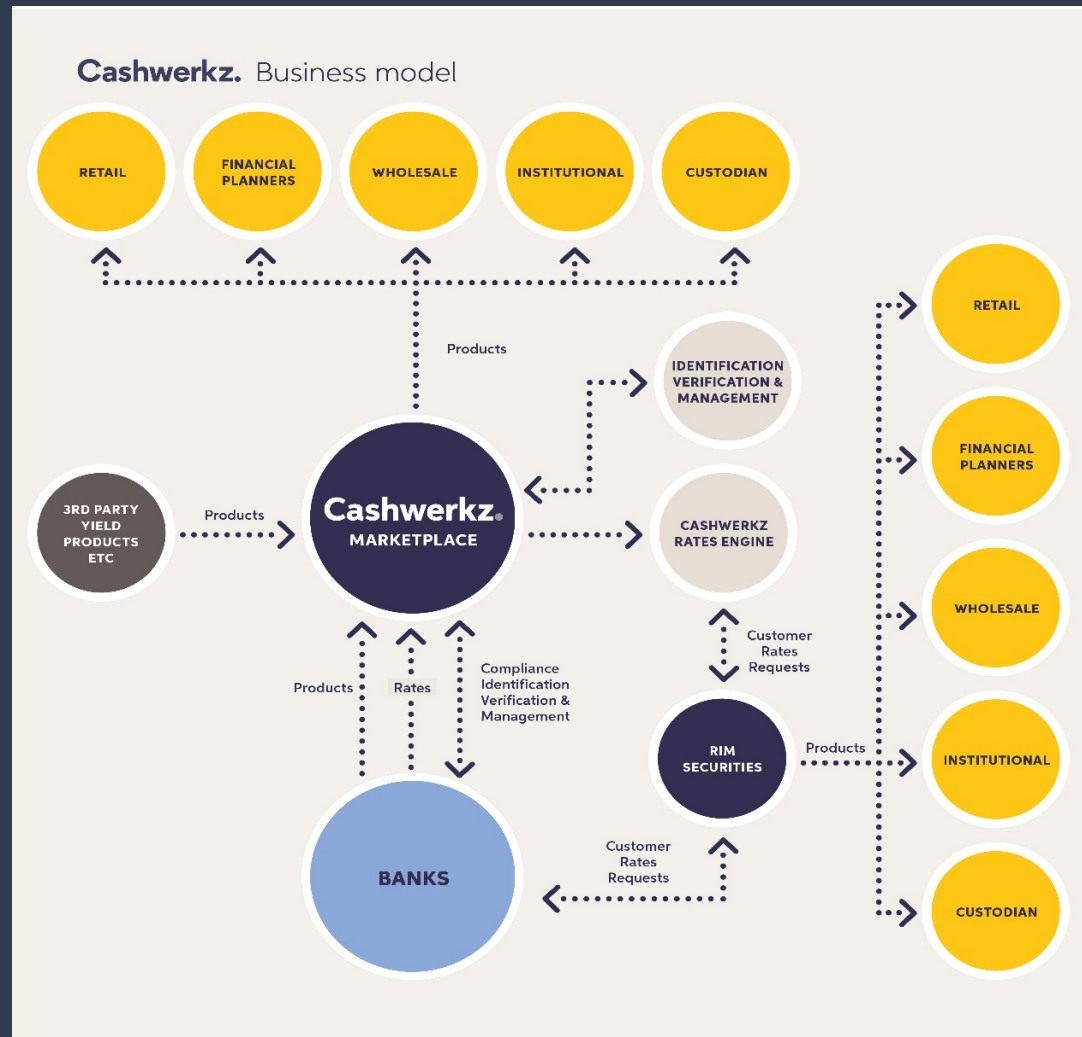 Cashwerkz. Business model
RETAIL
FINANCIAL
PLANNERS
WHOLESALE
INSTITUTIONAL
CUSTODIAN
Products
IDENTIFICATION
VERIFICATION &
MANAGEMENT
3RD PARTY
YIELD
PRODUCTS
ETC
Products
Cashwerkz.
MARKETPLACE
CASHWERKZ
RATES ENGINE
Products
Rates
Compliance
Identification
Verification &
Management
Customer
Rates
Requests
RIM
SECURITIES
Products
BANKS
Customer
Rates
Requests
RETAIL
FINANCIAL
PLANNERS
WHOLESALE
INSTITUTIONAL
CUSTODIAN